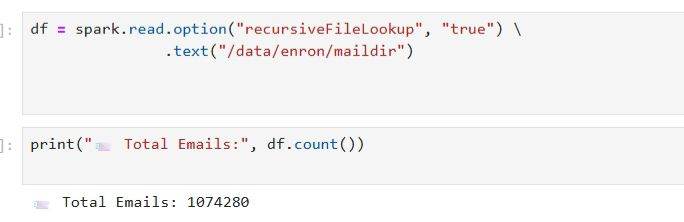 ]: df = spark.read.option("recursiveFileLookup", "true") \
.text("/data/enron/maildir")
]: print("📨 Total Emails:", df.count())
📨 Total Emails: 1074280